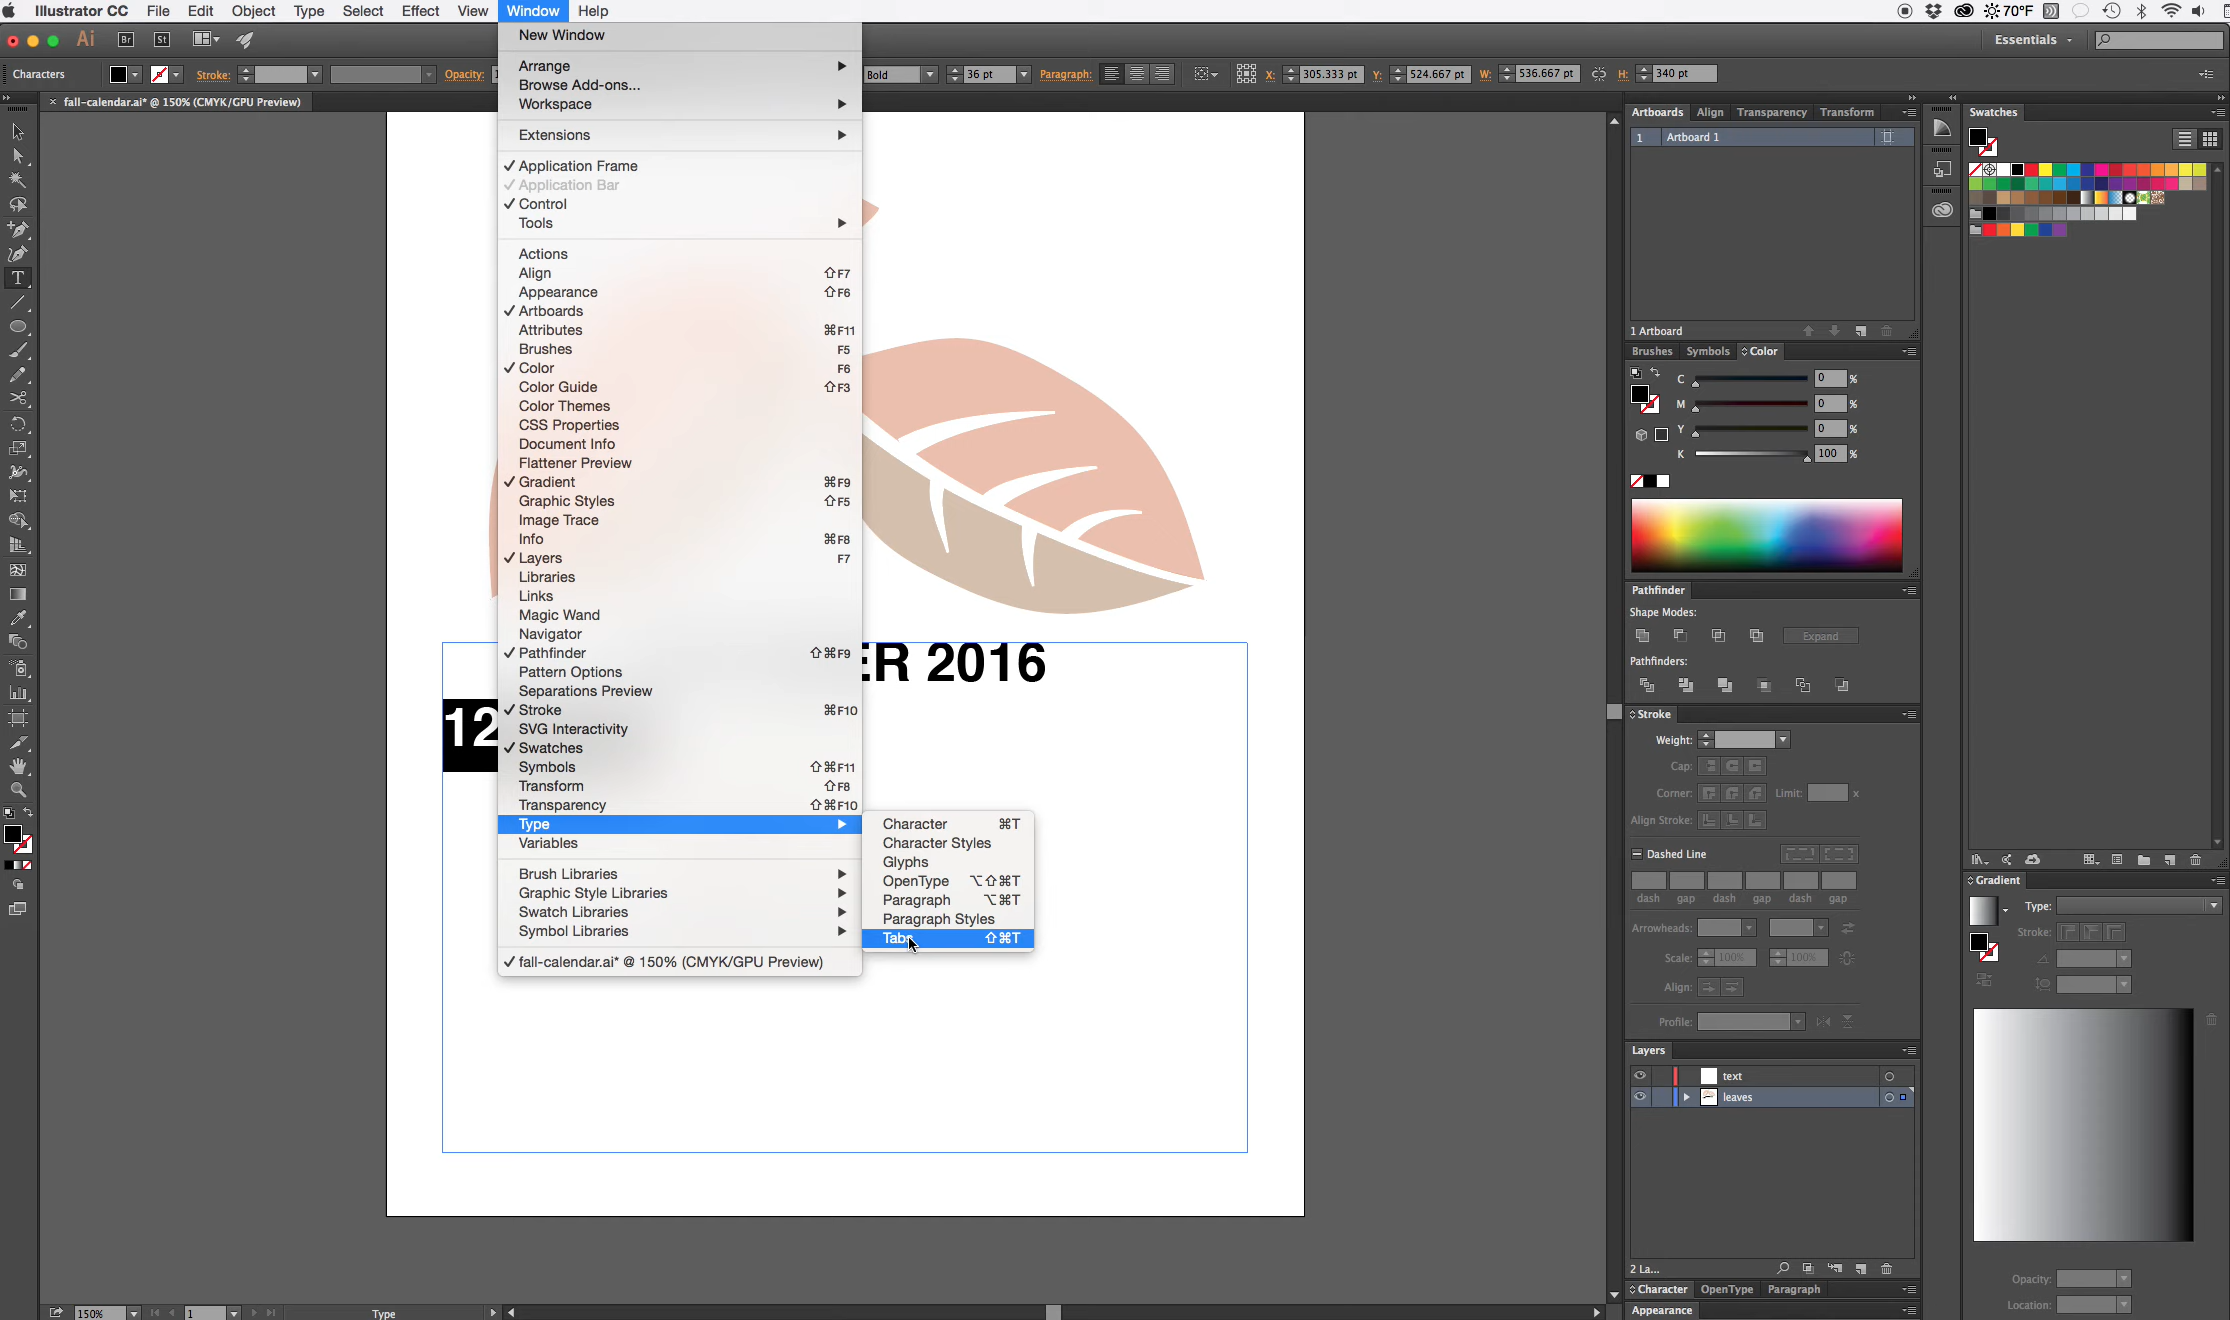 Illustrator CC File Edit Object Type Select Effect View Window Help 70°F
Ai Br St Essentials
Characters Stroke: Opacity: Bold 36 pt Paragraph: X: 305.333 pt Y: 524.667 pt W: 536.667 pt H: 340 pt
× fall-calendar.ai* @ 150% (CMYK/GPU Preview)
New Window
Arrange
Browse Add-ons...
Workspace
Extensions
✓ Application Frame
✓ Application Bar
✓ Control
Tools
Actions
Align ⇧F7
Appearance ⇧F6
✓ Artboards
Attributes ⌘F11
Brushes F5
✓ Color F6
Color Guide ⇧F3
Color Themes
CSS Properties
Document Info
Flattener Preview
✓ Gradient ⌘F9
Graphic Styles ⇧F5
Image Trace
Info ⌘F8
✓ Layers F7
Libraries
Links
Magic Wand
Navigator
✓ Pathfinder ⇧⌘F9
Pattern Options
Separations Preview
✓ Stroke ⌘F10
SVG Interactivity
✓ Swatches
Symbols ⇧⌘F11
Transform ⇧F8
Transparency ⇧⌘F10
Type
Variables
Brush Libraries
Graphic Style Libraries
Swatch Libraries
Symbol Libraries
✓ fall-calendar.ai* @ 150% (CMYK/GPU Preview)
Character ⌘T
Character Styles
Glyphs
OpenType ⌥⇧⌘T
Paragraph ⌥⌘T
Paragraph Styles
Tabs ⇧⌘T
ER 2016
12
Artboards Align Transparency Transform
1 Artboard 1
1 Artboard
Brushes Symbols Color
C 0 %
M 0 %
Y 0 %
K 100 %
Pathfinder
Shape Modes:
Expand
Pathfinders:
Stroke
Weight:
Cap:
Corner: Limit: x
Align Stroke:
Dashed Line
dash gap dash gap dash gap
Arrowheads:
Scale: 100% 100%
Align:
Profile:
Layers
text
leaves
2 La...
Character OpenType Paragraph
Appearance
Swatches
Gradient
Type:
Stroke:
Opacity:
Location:
150% 1 Type